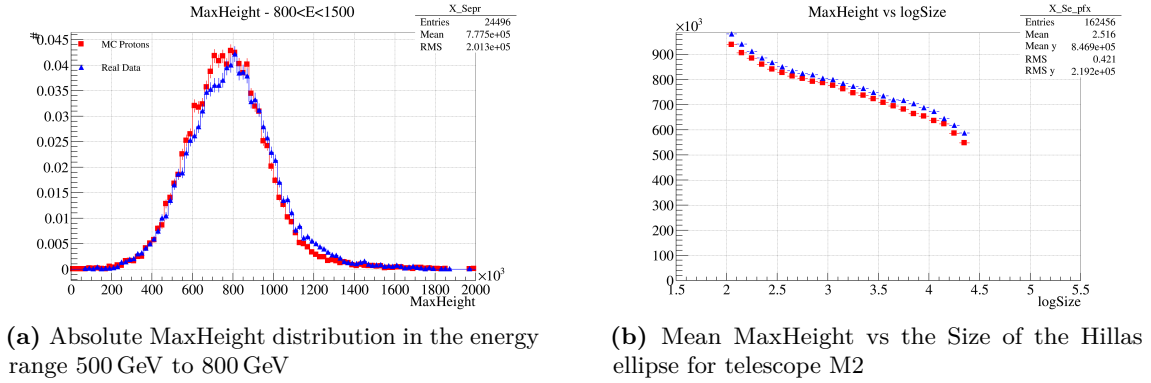 MaxHeight - 800<E<1500
X_Sepr
Entries 24496
Mean 7.775e+05
RMS 2.013e+05
#
MC Protons
Real Data
0.045
0.04
0.035
0.03
0.025
0.02
0.015
0.01
0.005
0
0 200 400 600 800 1000 1200 1400 1600 1800 2000
×10³
MaxHeight
(a) Absolute MaxHeight distribution in the energy
range 500 GeV to 800 GeV
MaxHeight vs logSize
X_Se_pfx
Entries 162456
Mean 2.516
Mean y 8.469e+05
RMS 0.421
RMS y 2.192e+05
×10³
900
800
700
600
500
400
300
200
100
0
1.5 2 2.5 3 3.5 4 4.5 5 5.5
logSize
(b) Mean MaxHeight vs the Size of the Hillas
ellipse for telescope M2